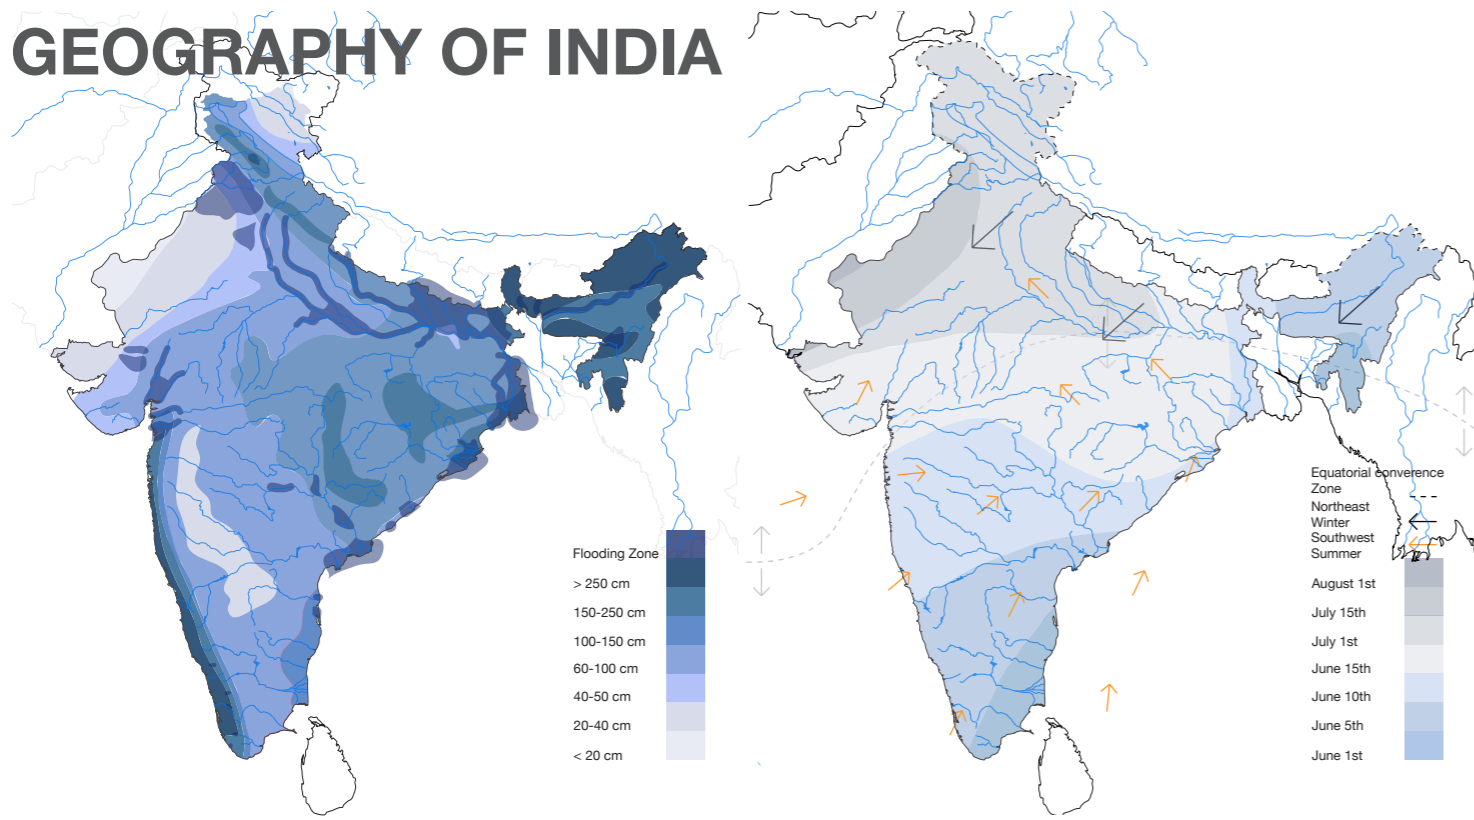 GEOGRAPHY OF INDIA
Flooding Zone
> 250 cm
150-250 cm
100-150 cm
60-100 cm
40-50 cm
20-40 cm
< 20 cm
Equatorial converence
Zone
Northeast
Winter
Southwest
Summer
August 1st
July 15th
July 1st
June 15th
June 10th
June 5th
June 1st